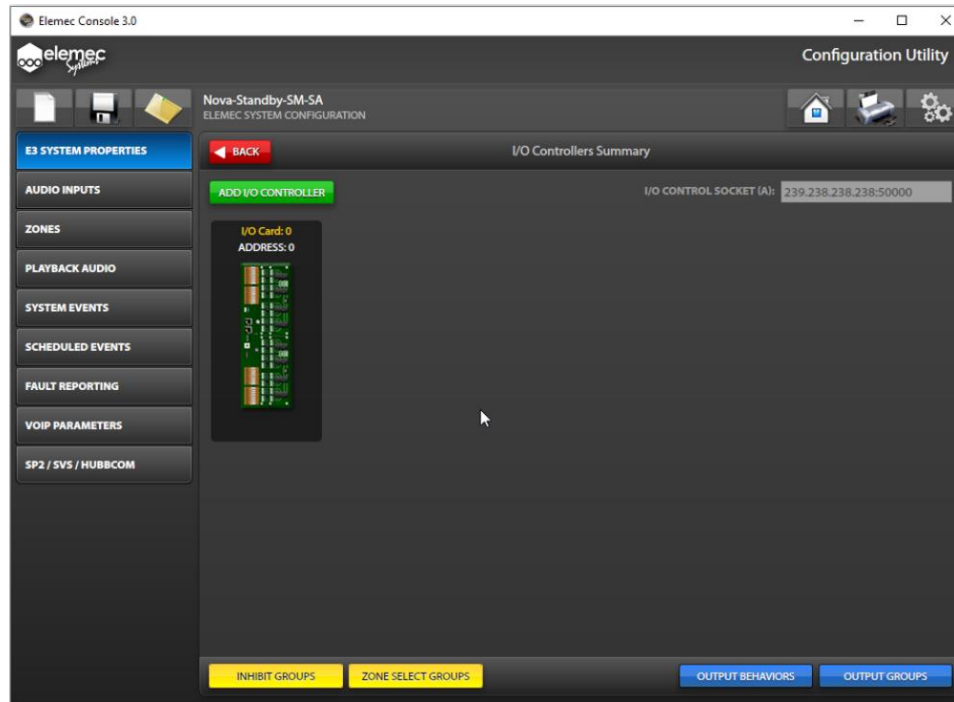 Elemec Console 3.0
elemec
Systems
Configuration Utility
Nova-Standby-SM-SA
ELEMEC SYSTEM CONFIGURATION
E3 SYSTEM PROPERTIES
AUDIO INPUTS
ZONES
PLAYBACK AUDIO
SYSTEM EVENTS
SCHEDULED EVENTS
FAULT REPORTING
VOIP PARAMETERS
SP2 / SVS / HUBBCOM
BACK
I/O Controllers Summary
ADD I/O CONTROLLER
I/O CONTROL SOCKET (A): 239.238.238.238:50000
I/O Card: 0
ADDRESS: 0
INHIBIT GROUPS
ZONE SELECT GROUPS
OUTPUT BEHAVIORS
OUTPUT GROUPS